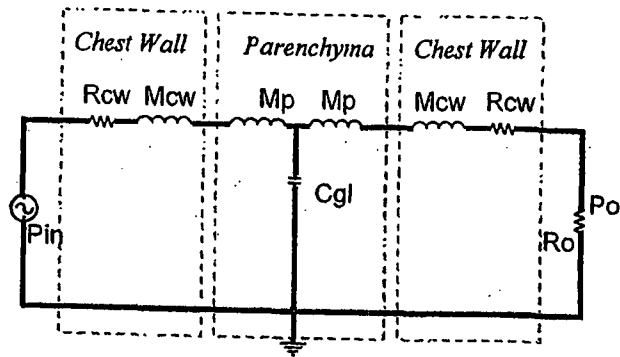 Chest Wall
Parenchyma
Chest Wall
Rcw Mcw
Mp Mp
Mcw Rcw
Cgl
Pin
Po
Ro